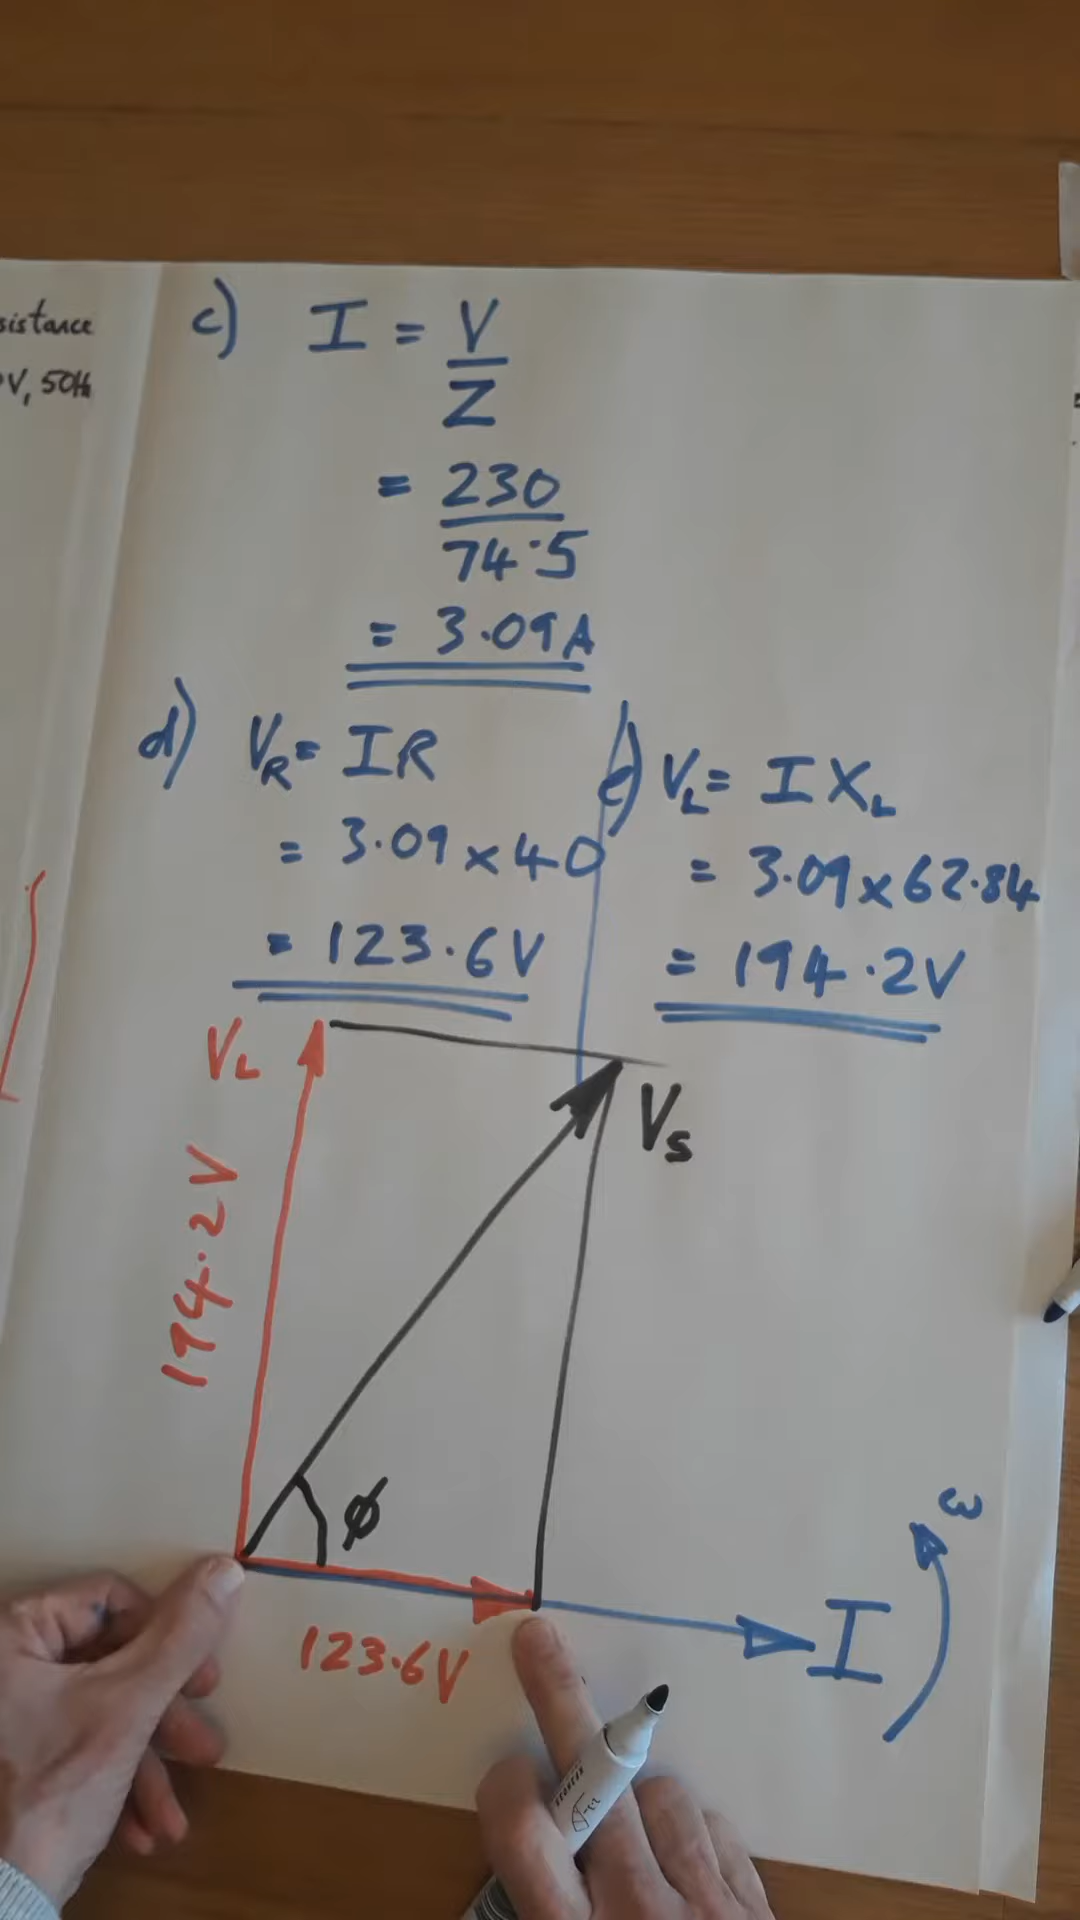 sistance
V, 50Hz
c) I = V
Z
= 230
74.5
= 3.09A
d) VR = IR
= 3.09 x 40
= 123.6V
e) VL = I XL
= 3.09 x 62.84
= 194.2V
VL
Vs
194.2V
ϕ
123.6V
I
ω